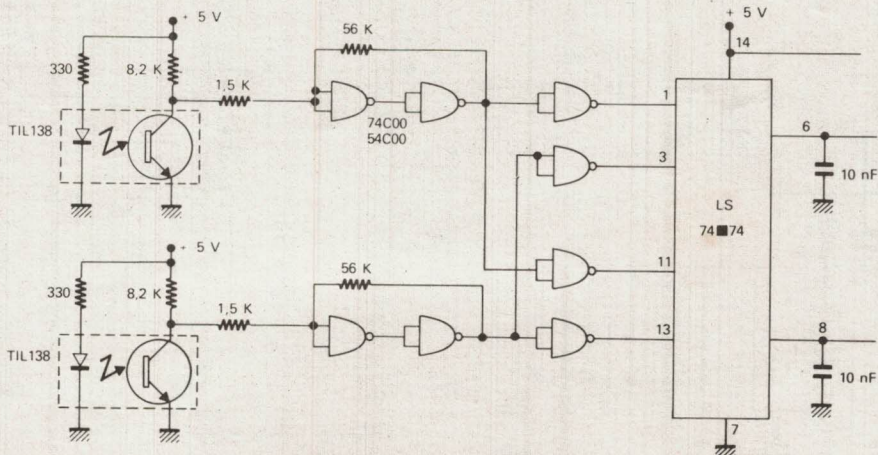 + 5 V
330
8,2 K
1,5 K
TIL138
56 K
74C00
54C00
+ 5 V
14
1
3
11
13
LS
74■74
6
10 nF
8
10 nF
7
+ 5 V
330
8,2 K
1,5 K
TIL138
56 K